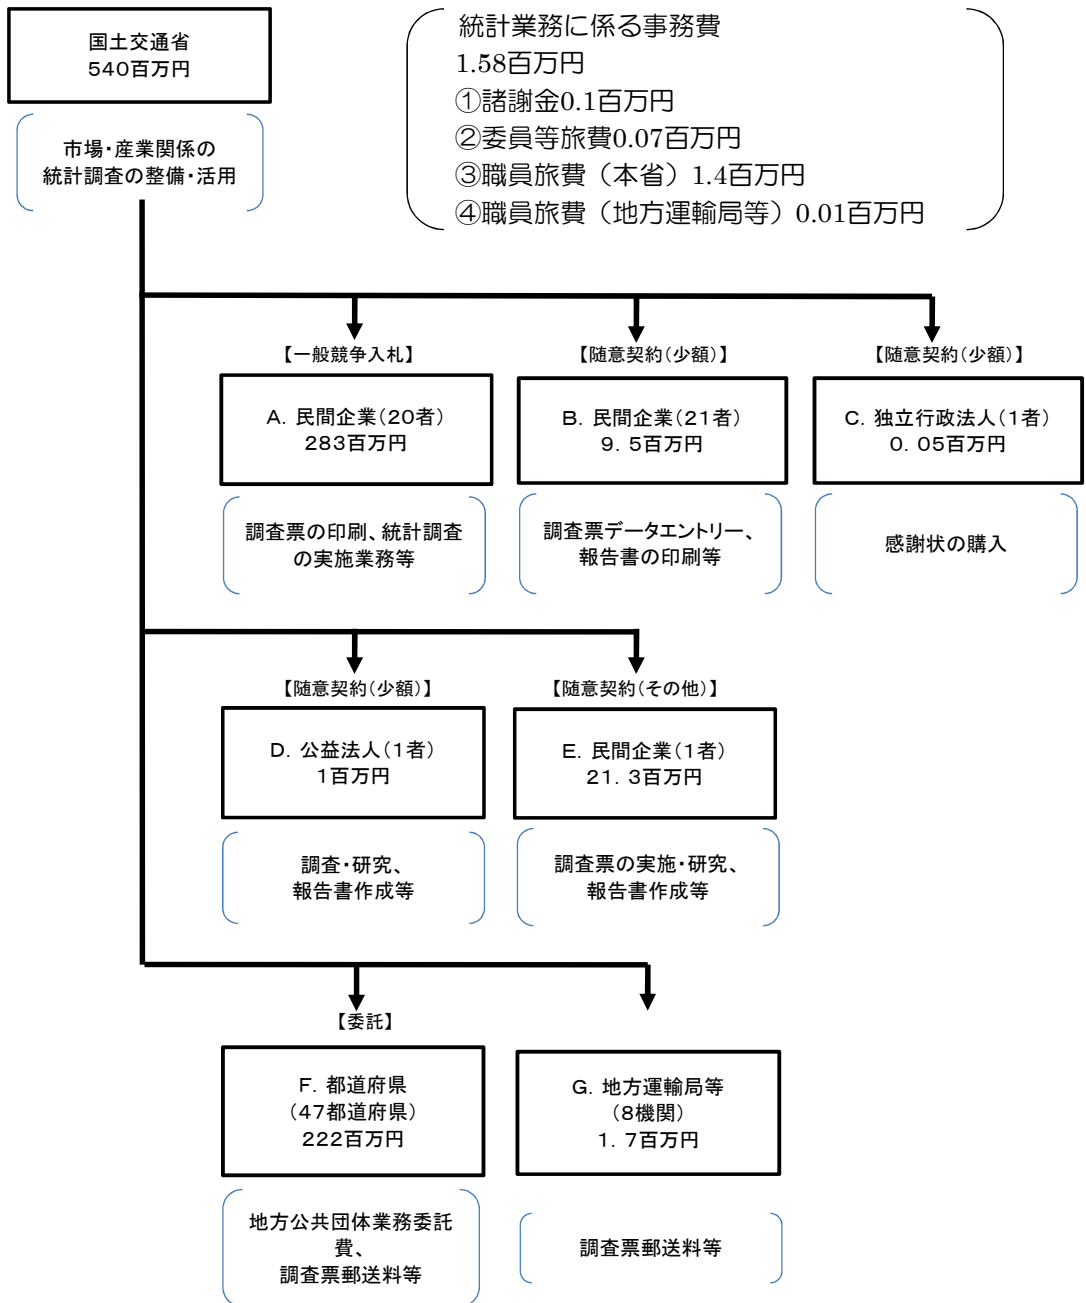 国土交通省
540百万円
市場・産業関係の
統計調査の整備・活用
統計業務に係る事務費
1.58百万円
①諸謝金0.1百万円
②委員等旅費0.07百万円
③職員旅費（本省）1.4百万円
④職員旅費（地方運輸局等）0.01百万円
【一般競争入札】
A．民間企業（20者）
283百万円
調査票の印刷、統計調査
の実施業務等
【随意契約（少額）】
B．民間企業（21者）
9．5百万円
調査票データエントリー、
報告書の印刷等
【随意契約（少額）】
C．独立行政法人（1者）
0．05百万円
感謝状の購入
【随意契約（少額）】
D．公益法人（1者）
1百万円
調査・研究、
報告書作成等
【随意契約（その他）】
E．民間企業（1者）
21．3百万円
調査票の実施・研究、
報告書作成等
【委託】
F．都道府県
（47都道府県）
222百万円
地方公共団体業務委託
費、
調査票郵送料等
G．地方運輸局等
（8機関）
1．7百万円
調査票郵送料等